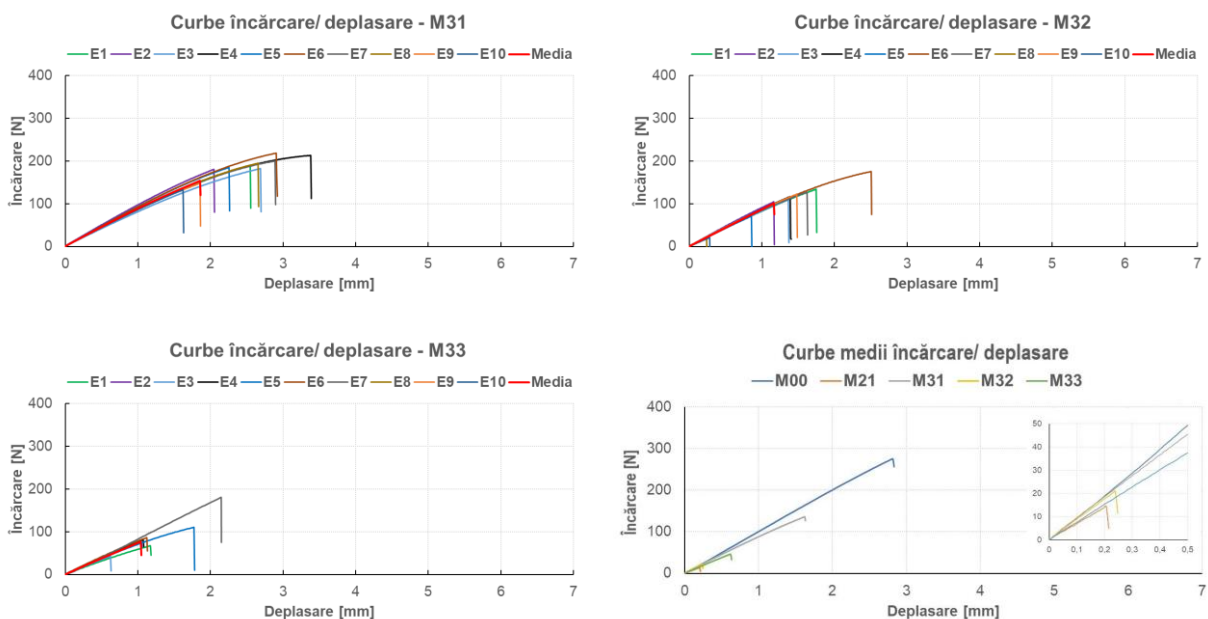 Curbe încărcare/ deplasare - M31
E1 E2 E3 E4 E5 E6 E7 E8 E9 E10 Media
400
300
200
100
0
Încărcare [N]
0 1 2 3 4 5 6 7
Deplasare [mm]
Curbe încărcare/ deplasare - M32
E1 E2 E3 E4 E5 E6 E7 E8 E9 E10 Media
400
300
200
100
0
Încărcare [N]
0 1 2 3 4 5 6 7
Deplasare [mm]
Curbe încărcare/ deplasare - M33
E1 E2 E3 E4 E5 E6 E7 E8 E9 E10 Media
400
300
200
100
0
Încărcare [N]
0 1 2 3 4 5 6 7
Deplasare [mm]
Curbe medii încărcare/ deplasare
M00 M21 M31 M32 M33
400
300
200
100
0
Încărcare [N]
0 1 2 3 4 5 6 7
Deplasare [mm]
50
40
30
20
10
0
0 0,1 0,2 0,3 0,4 0,5